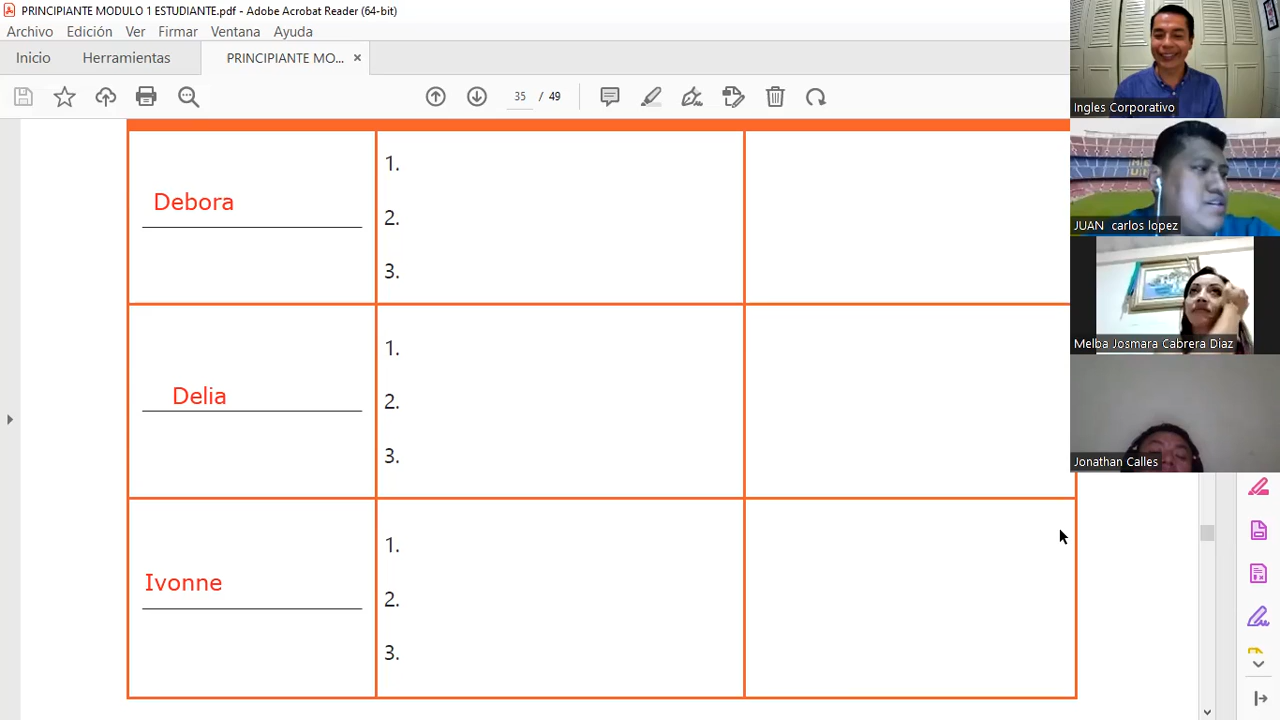 PRINCIPIANTE MODULO 1 ESTUDIANTE.pdf - Adobe Acrobat Reader (64-bit)
Archivo Edición Ver Firmar Ventana Ayuda
Inicio Herramientas PRINCIPIANTE MO... ×
35 / 49
Debora
1.
2.
3.
Delia
1.
2.
3.
Ivonne
1.
2.
3.
Ingles Corporativo
JUAN carlos lopez
Melba Josmara Cabrera Diaz
Jonathan Calles